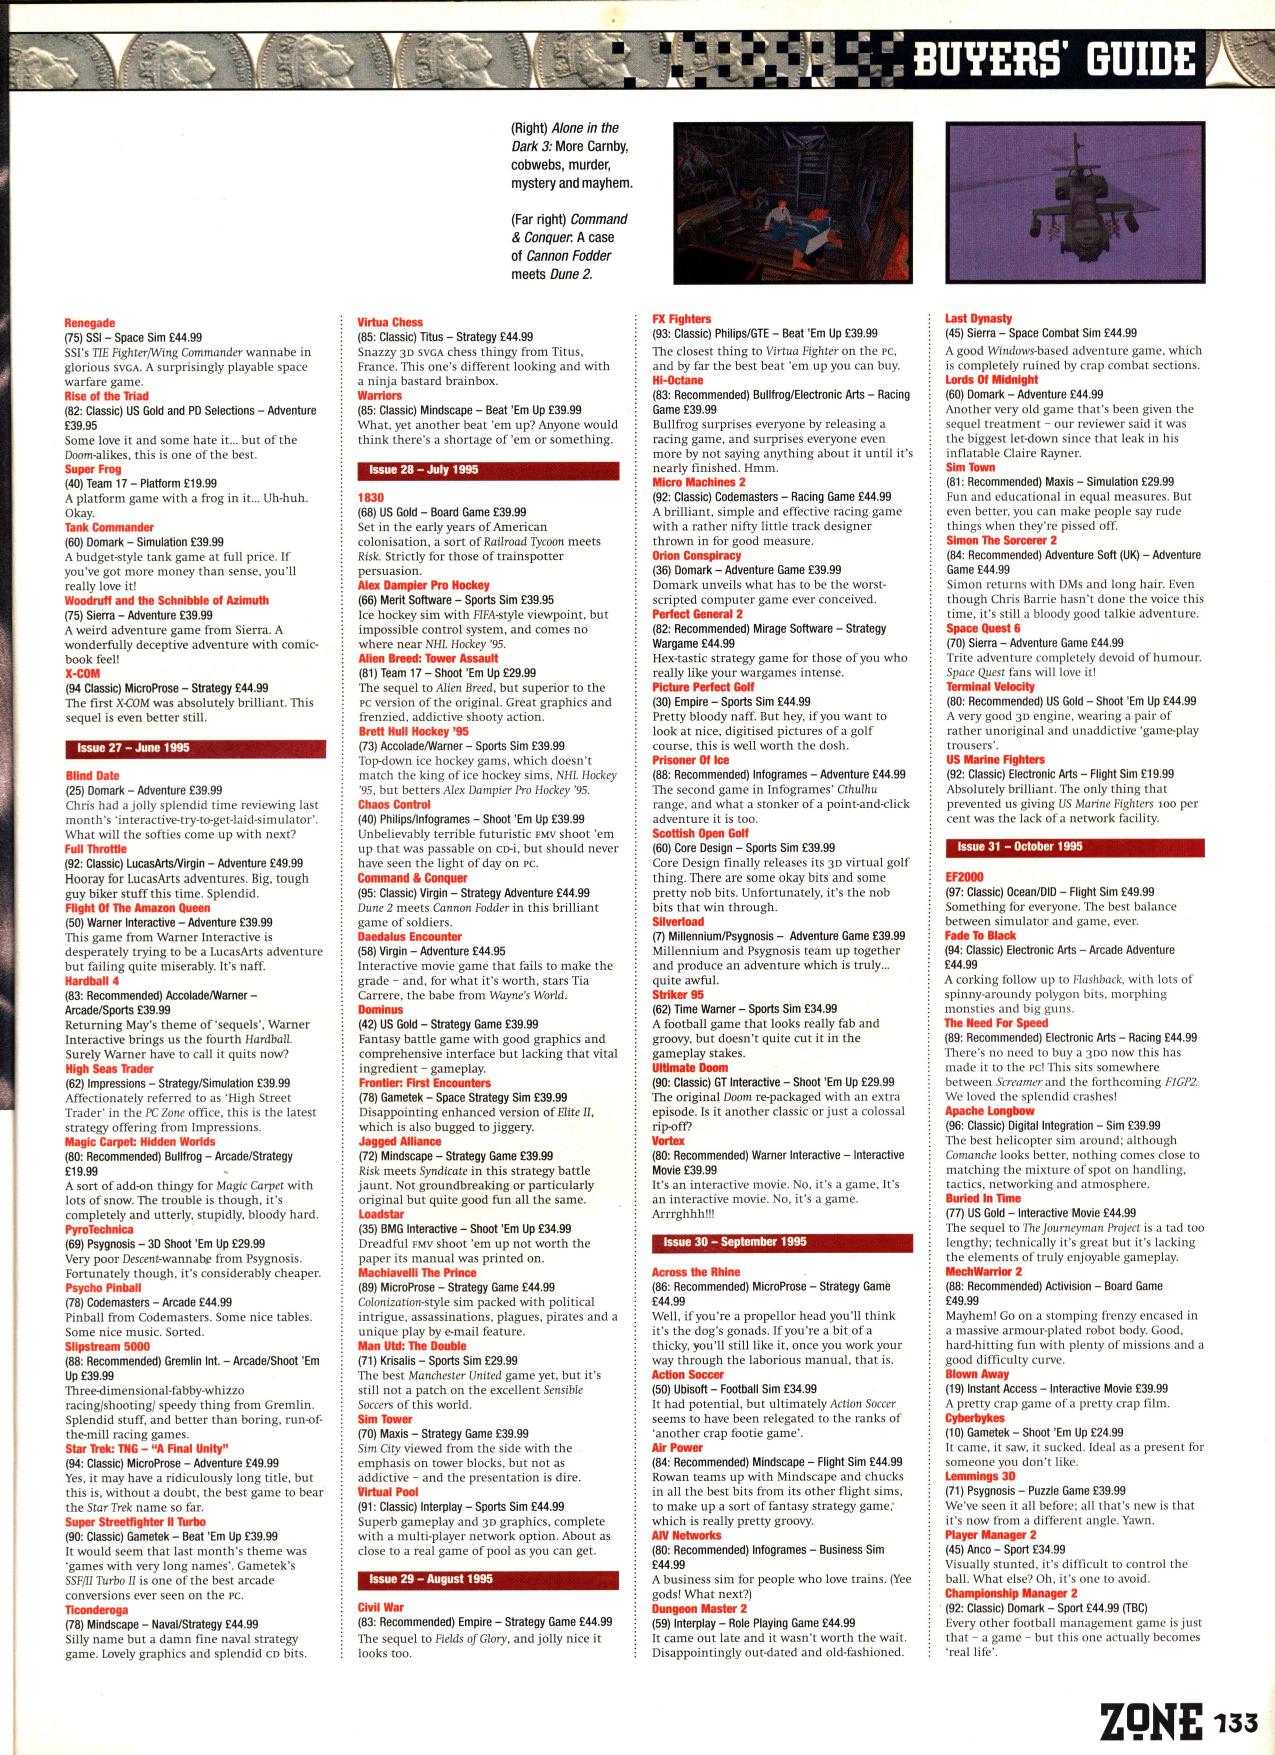 BUYERS' GUIDE
(Right) Alone in the
Dark 3: More Carnby,
cobwebs, murder,
mystery and mayhem.
(Far right) Command
& Conquer: A case
of Cannon Fodder
meets Dune 2.
Renegade
(75) SSI – Space Sim £44.99
SSI's TIE Fighter/Wing Commander wannabe in
glorious SVGA. A surprisingly playable space
warfare game.
Rise of the Triad
(82: Classic) US Gold and PD Selections – Adventure
£39.95
Some love it and some hate it... but of the
Doom-alikes, this is one of the best.
Super Frog
(40) Team 17 – Platform £19.99
A platform game with a frog in it... Uh-huh.
Okay.
Tank Commander
(60) Domark – Simulation £39.99
A budget-style tank game at full price. If
you've got more money than sense, you'll
really love it!
Woodruff and the Schnibble of Azimuth
(75) Sierra – Adventure £39.99
A weird adventure game from Sierra. A
wonderfully deceptive adventure with comic-
book feel!
X-COM
(94 Classic) MicroProse – Strategy £44.99
The first X-COM was absolutely brilliant. This
sequel is even better still.
Issue 27 – June 1995
Blind Date
(25) Domark – Adventure £39.99
Chris had a jolly splendid time reviewing last
month's 'interactive-try-to-get-laid-simulator'.
What will the softies come up with next?
Full Throttle
(92: Classic) LucasArts/Virgin – Adventure £49.99
Hooray for LucasArts adventures. Big, tough
guy biker stuff this time. Splendid.
Flight Of The Amazon Queen
(50) Warner Interactive – Adventure £39.99
This game from Warner Interactive is
desperately trying to be a LucasArts adventure
but failing quite miserably. It's naff.
Hardball 4
(83: Recommended) Accolade/Warner –
Arcade/Sports £39.99
Returning May's theme of 'sequels', Warner
Interactive brings us the fourth Hardball.
Surely Warner have to call it quits now?
High Seas Trader
(62) Impressions – Strategy/Simulation £39.99
Affectionately referred to as 'High Street
Trader' in the PC Zone office, this is the latest
strategy offering from Impressions.
Magic Carpet: Hidden Worlds
(80: Recommended) Bullfrog – Arcade/Strategy
£19.99
A sort of add-on thingy for Magic Carpet with
lots of snow. The trouble is though, it's
completely and utterly, stupidly, bloody hard.
PyroTechnica
(69) Psygnosis – 3D Shoot 'Em Up £29.99
Very poor Descent-wannabe from Psygnosis.
Fortunately though, it's considerably cheaper.
Psycho Pinball
(78) Codemasters – Arcade £44.99
Pinball from Codemasters. Some nice tables.
Some nice music. Sorted.
Slipstream 5000
(88: Recommended) Gremlin Int. – Arcade/Shoot 'Em
Up £39.99
Three-dimensional-fabby-whizzo
racing/shooting/ speedy thing from Gremlin.
Splendid stuff, and better than boring, run-of-
the-mill racing games.
Star Trek: TNG – "A Final Unity"
(94: Classic) MicroProse – Adventure £49.99
Yes, it may have a ridiculously long title, but
this is, without a doubt, the best game to bear
the Star Trek name so far.
Super Streetfighter II Turbo
(90: Classic) Gametek – Beat 'Em Up £39.99
It would seem that last month's theme was
'games with very long names'. Gametek's
SSF/II Turbo II is one of the best arcade
conversions ever seen on the PC.
Ticonderoga
(78) Mindscape – Naval/Strategy £44.99
Silly name but a damn fine naval strategy
game. Lovely graphics and splendid CD bits.
Virtua Chess
(85: Classic) Titus – Strategy £44.99
Snazzy 3D SVGA chess thingy from Titus,
France. This one's different looking and with
a ninja bastard brainbox.
Warriors
(85: Classic) Mindscape – Beat 'Em Up £39.99
What, yet another beat 'em up? Anyone would
think there's a shortage of 'em or something.
Issue 28 – July 1995
1830
(68) US Gold – Board Game £39.99
Set in the early years of American
colonisation, a sort of Railroad Tycoon meets
Risk. Strictly for those of trainspotter
persuasion.
Alex Dampier Pro Hockey
(66) Merit Software – Sports Sim £39.95
Ice hockey sim with FIFA-style viewpoint, but
impossible control system, and comes no
where near NHL Hockey '95.
Alien Breed: Tower Assault
(81) Team 17 – Shoot 'Em Up £29.99
The sequel to Alien Breed, but superior to the
PC version of the original. Great graphics and
frenzied, addictive shooty action.
Brett Hull Hockey '95
(73) Accolade/Warner – Sports Sim £39.99
Top-down ice hockey gams, which doesn't
match the king of ice hockey sims, NHL Hockey
'95, but betters Alex Dampier Pro Hockey '95.
Chaos Control
(40) Philips/Infogrames – Shoot 'Em Up £39.99
Unbelievably terrible futuristic FMV shoot 'em
up that was passable on CD-i, but should never
have seen the light of day on PC.
Command & Conquer
(95: Classic) Virgin – Strategy Adventure £44.99
Dune 2 meets Cannon Fodder in this brilliant
game of soldiers.
Daedalus Encounter
(58) Virgin – Adventure £44.95
Interactive movie game that fails to make the
grade – and, for what it's worth, stars Tia
Carrere, the babe from Wayne's World.
Dominus
(42) US Gold – Strategy Game £39.99
Fantasy battle game with good graphics and
comprehensive interface but lacking that vital
ingredient – gameplay.
Frontier: First Encounters
(78) Gametek – Space Strategy Sim £39.99
Disappointing enhanced version of Elite II,
which is also bugged to jiggery.
Jagged Alliance
(72) Mindscape – Strategy Game £39.99
Risk meets Syndicate in this strategy battle
jaunt. Not groundbreaking or particularly
original but quite good fun all the same.
Loadstar
(35) BMG Interactive – Shoot 'Em Up £34.99
Dreadful FMV shoot 'em up not worth the
paper its manual was printed on.
Machiavelli The Prince
(89) MicroProse – Strategy Game £44.99
Colonization-style sim packed with political
intrigue, assassinations, plagues, pirates and a
unique play by e-mail feature.
Man Utd: The Double
(71) Krisalis – Sports Sim £29.99
The best Manchester United game yet, but it's
still not a patch on the excellent Sensible
Soccers of this world.
Sim Tower
(70) Maxis – Strategy Game £39.99
Sim City viewed from the side with the
emphasis on tower blocks, but not as
addictive – and the presentation is dire.
Virtual Pool
(91: Classic) Interplay – Sports Sim £44.99
Superb gameplay and 3D graphics, complete
with a multi-player network option. About as
close to a real game of pool as you can get.
Issue 29 – August 1995
Civil War
(83: Recommended) Empire – Strategy Game £44.99
The sequel to Fields of Glory, and jolly nice it
looks too.
FX Fighters
(93: Classic) Philips/GTE – Beat 'Em Up £39.99
The closest thing to Virtua Fighter on the PC,
and by far the best beat 'em up you can buy.
Hi-Octane
(83: Recommended) Bullfrog/Electronic Arts – Racing
Game £39.99
Bullfrog surprises everyone by releasing a
racing game, and surprises everyone even
more by not saying anything about it until it's
nearly finished. Hmm.
Micro Machines 2
(92: Classic) Codemasters – Racing Game £44.99
A brilliant, simple and effective racing game
with a rather nifty little track designer
thrown in for good measure.
Orion Conspiracy
(36) Domark – Adventure Game £39.99
Domark unveils what has to be the worst-
scripted computer game ever conceived.
Perfect General 2
(82: Recommended) Mirage Software – Strategy
Wargame £44.99
Hex-tastic strategy game for those of you who
really like your wargames intense.
Picture Perfect Golf
(30) Empire – Sports Sim £44.99
Pretty bloody naff. But hey, if you want to
look at nice, digitised pictures of a golf
course, this is well worth the dosh.
Prisoner Of Ice
(88: Recommended) Infogrames – Adventure £44.99
The second game in Infogrames' Cthulhu
range, and what a stonker of a point-and-click
adventure it is too.
Scottish Open Golf
(60) Core Design – Sports Sim £39.99
Core Design finally releases its 3D virtual golf
thing. There are some okay bits and some
pretty nob bits. Unfortunately, it's the nob
bits that win through.
Silverload
(7) Millennium/Psygnosis – Adventure Game £39.99
Millennium and Psygnosis team up together
and produce an adventure which is truly...
quite awful.
Striker 95
(62) Time Warner – Sports Sim £34.99
A football game that looks really fab and
groovy, but doesn't quite cut it in the
gameplay stakes.
Ultimate Doom
(90: Classic) GT Interactive – Shoot 'Em Up £29.99
The original Doom re-packaged with an extra
episode. Is it another classic or just a colossal
rip-off?
Vortex
(80: Recommended) Warner Interactive – Interactive
Movie £39.99
It's an interactive movie. No, it's a game, It's
an interactive movie. No, it's a game.
Arrrghhh!!!
Issue 30 – September 1995
Across the Rhine
(86: Recommended) MicroProse – Strategy Game
£44.99
Well, if you're a propellor head you'll think
it's the dog's gonads. If you're a bit of a
thicky, you'll still like it, once you work your
way through the laborious manual, that is.
Action Soccer
(50) Ubisoft – Football Sim £34.99
It had potential, but ultimately Action Soccer
seems to have been relegated to the ranks of
'another crap footie game'.
Air Power
(84: Recommended) Mindscape – Flight Sim £44.99
Rowan teams up with Mindscape and chucks
in all the best bits from its other flight sims,
to make up a sort of fantasy strategy game,
which is really pretty groovy.
AIV Networks
(80: Recommended) Infogrames – Business Sim
£44.99
A business sim for people who love trains. (Yee
gods! What next?)
Dungeon Master 2
(59) Interplay – Role Playing Game £44.99
It came out late and it wasn't worth the wait.
Disappointingly out-dated and old-fashioned.
Last Dynasty
(45) Sierra – Space Combat Sim £44.99
A good Windows-based adventure game, which
is completely ruined by crap combat sections.
Lords Of Midnight
(60) Domark – Adventure £44.99
Another very old game that's been given the
sequel treatment – our reviewer said it was
the biggest let-down since that leak in his
inflatable Claire Rayner.
Sim Town
(81: Recommended) Maxis – Simulation £29.99
Fun and educational in equal measures. But
even better, you can make people say rude
things when they're pissed off.
Simon The Sorcerer 2
(84: Recommended) Adventure Soft (UK) – Adventure
Game £44.99
Simon returns with DMs and long hair. Even
though Chris Barrie hasn't done the voice this
time, it's still a bloody good talkie adventure.
Space Quest 6
(70) Sierra – Adventure Game £44.99
Trite adventure completely devoid of humour.
Space Quest fans will love it!
Terminal Velocity
(80: Recommended) US Gold – Shoot 'Em Up £44.99
A very good 3D engine, wearing a pair of
rather unoriginal and unaddictive 'game-play
trousers'.
US Marine Fighters
(92: Classic) Electronic Arts – Flight Sim £19.99
Absolutely brilliant. The only thing that
prevented us giving US Marine Fighters 100 per
cent was the lack of a network facility.
Issue 31 – October 1995
EF2000
(97: Classic) Ocean/DID – Flight Sim £49.99
Something for everyone. The best balance
between simulator and game, ever.
Fade To Black
(94: Classic) Electronic Arts – Arcade Adventure
£44.99
A corking follow up to Flashback, with lots of
spinny-aroundy polygon bits, morphing
monsties and big guns.
The Need For Speed
(89: Recommended) Electronic Arts – Racing £44.99
There's no need to buy a 3DO now this has
made it to the PC! This sits somewhere
between Screamer and the forthcoming F1GP2.
We loved the splendid crashes!
Apache Longbow
(96: Classic) Digital Integration – Sim £39.99
The best helicopter sim around; although
Comanche looks better, nothing comes close to
matching the mixture of spot on handling,
tactics, networking and atmosphere.
Buried In Time
(77) US Gold – Interactive Movie £44.99
The sequel to The Journeyman Project is a tad too
lengthy; technically it's great but it's lacking
the elements of truly enjoyable gameplay.
MechWarrior 2
(88: Recommended) Activision – Board Game
£49.99
Mayhem! Go on a stomping frenzy encased in
a massive armour-plated robot body. Good,
hard-hitting fun with plenty of missions and a
good difficulty curve.
Blown Away
(19) Instant Access – Interactive Movie £39.99
A pretty crap game of a pretty crap film.
Cyberbykes
(10) Gametek – Shoot 'Em Up £24.99
It came, it saw, it sucked. Ideal as a present for
someone you don't like.
Lemmings 3D
(71) Psygnosis – Puzzle Game £39.99
We've seen it all before; all that's new is that
it's now from a different angle. Yawn.
Player Manager 2
(45) Anco – Sport £34.99
Visually stunted, it's difficult to control the
ball. What else? Oh, it's one to avoid.
Championship Manager 2
(92: Classic) Domark – Sport £44.99 (TBC)
Every other football management game is just
that – a game – but this one actually becomes
'real life'.
ZONE 133